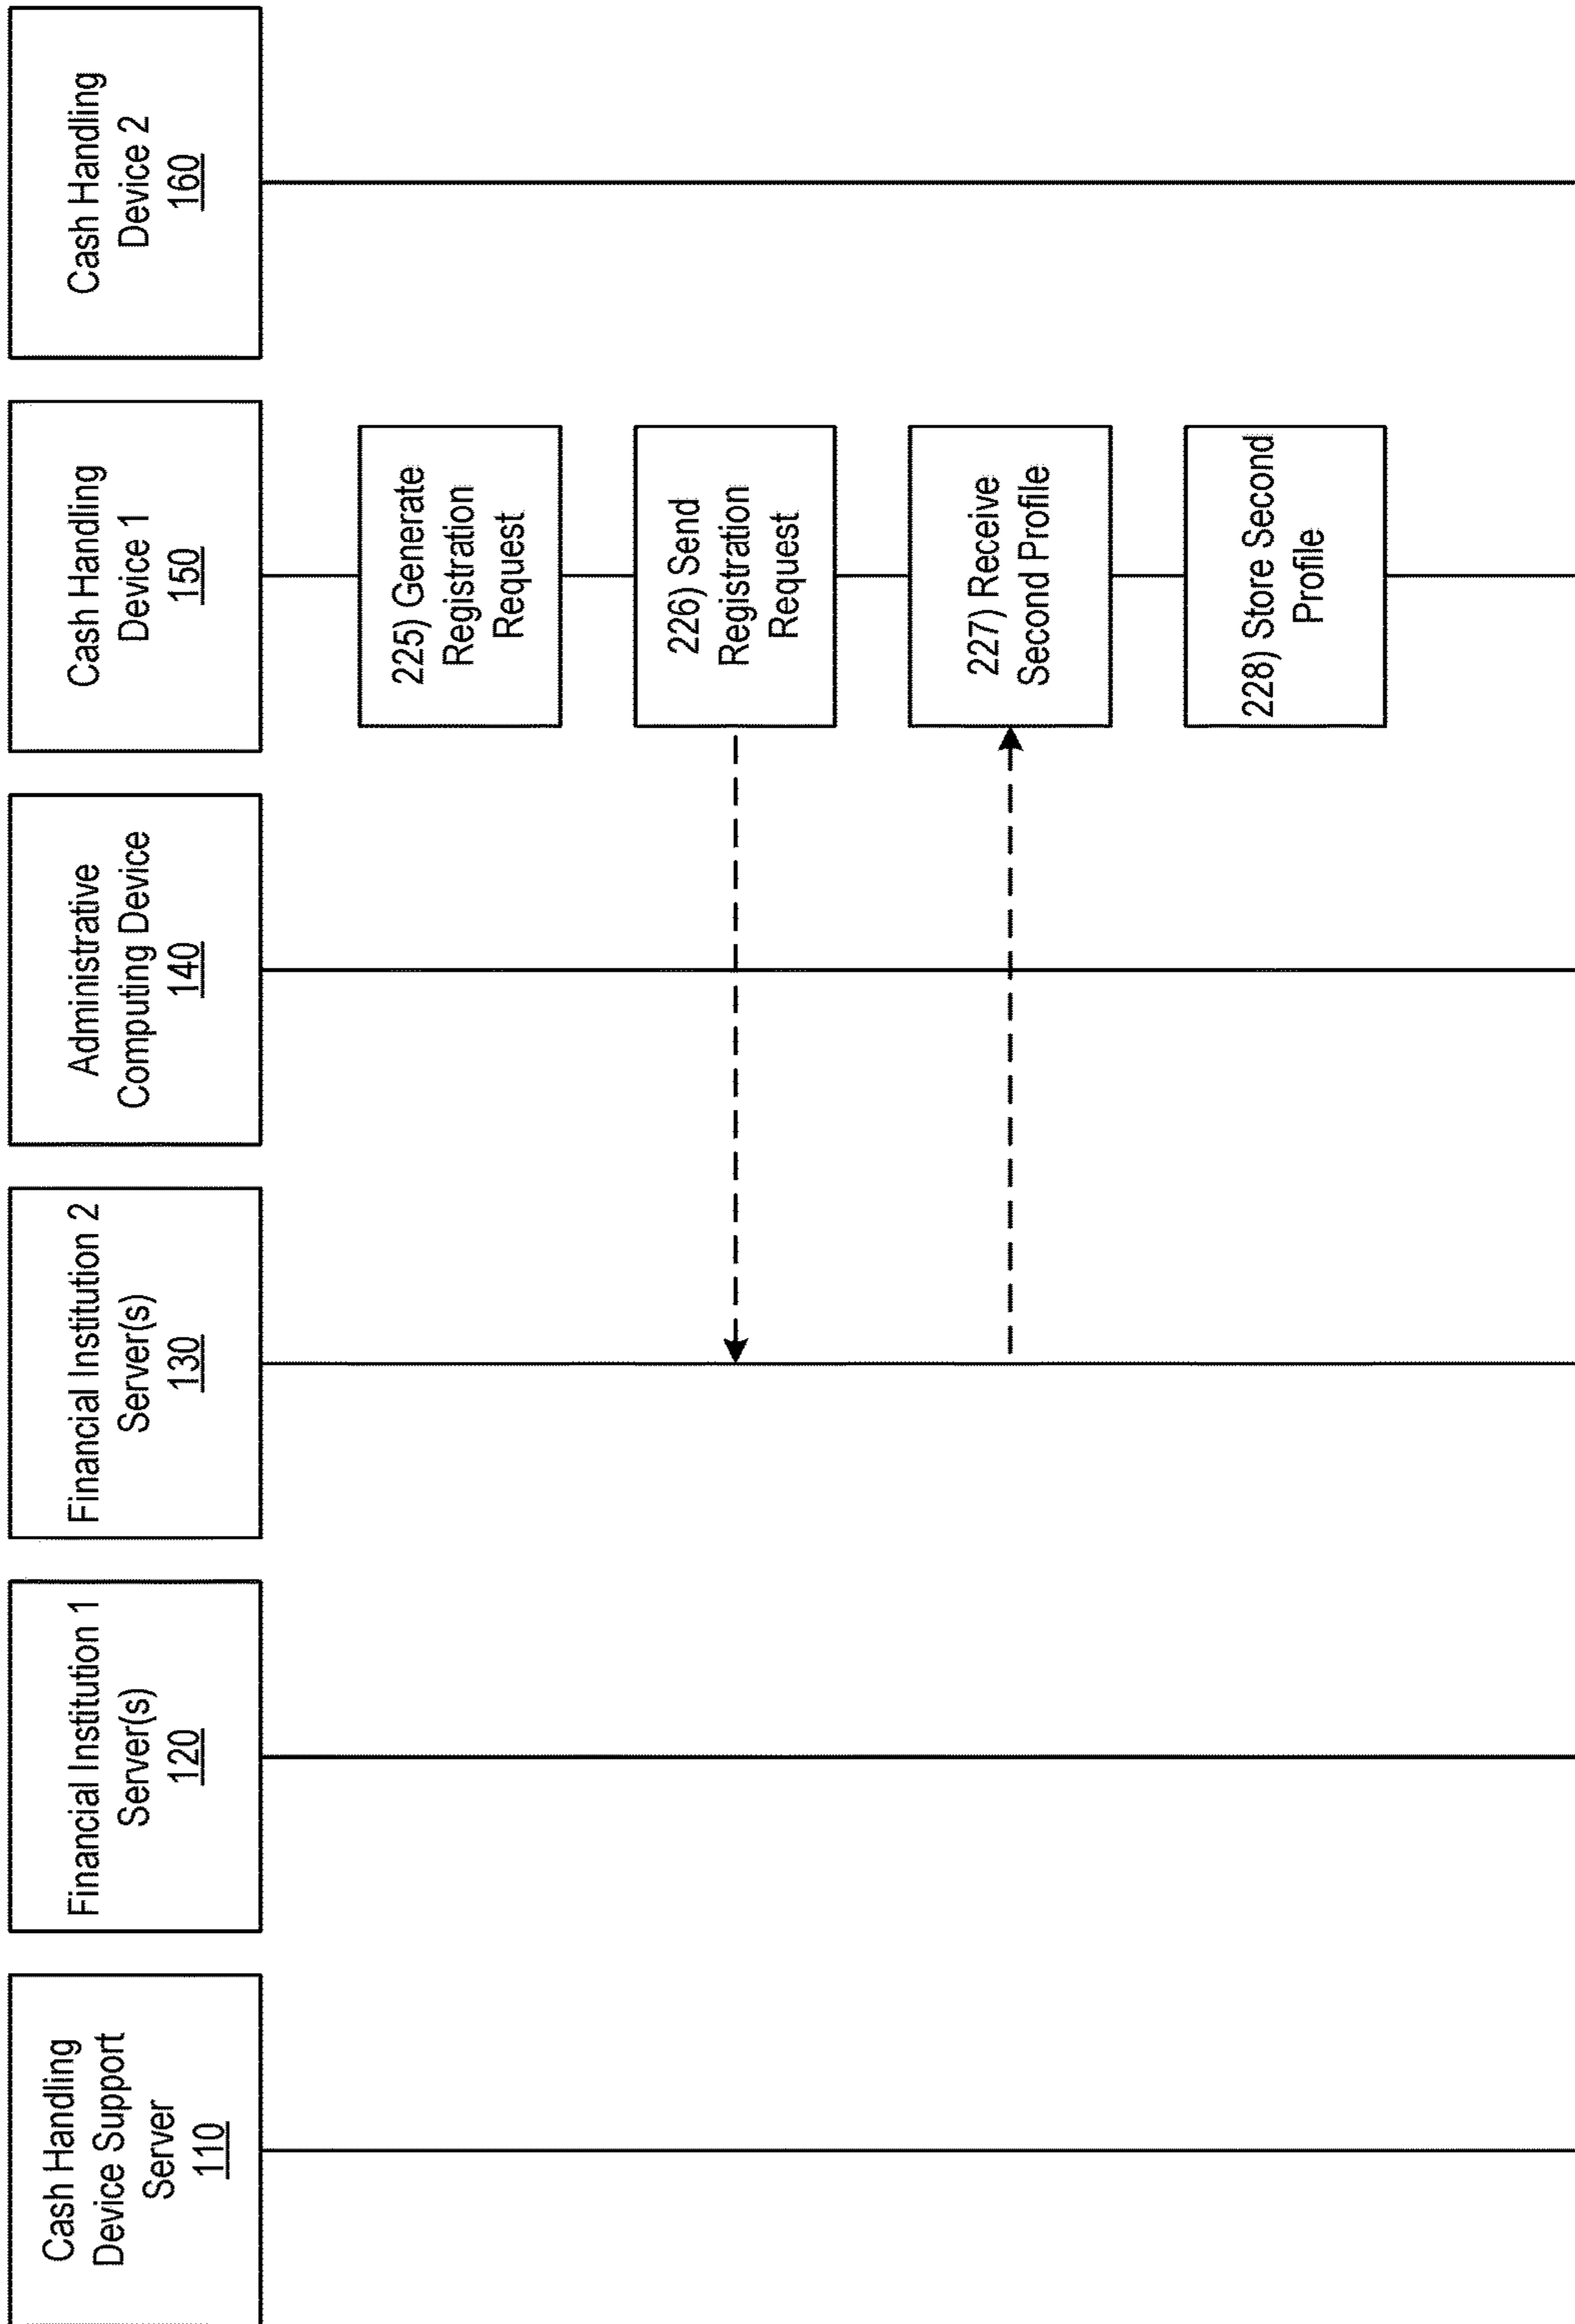 Cash Handling
Device Support
Server
110
Financial Institution 1
Server(s)
120
Financial Institution 2
Server(s)
130
Administrative
Computing Device
140
Cash Handling
Device 1
150
Cash Handling
Device 2
160
225) Generate
Registration
Request
226) Send
Registration
Request
227) Receive
Second Profile
228) Store Second
Profile